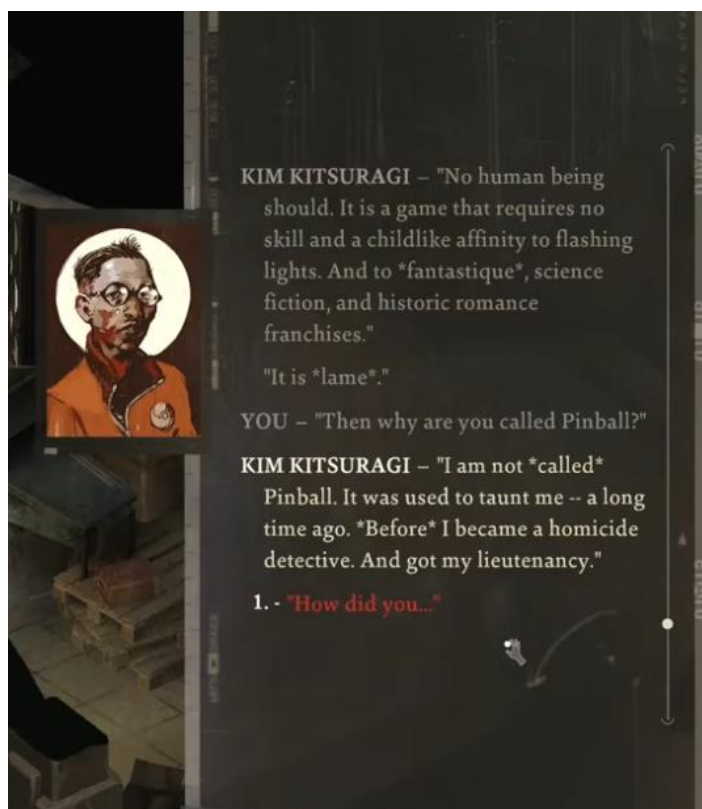 KIM KITSURAGI – "No human being
should. It is a game that requires no
skill and a childlike affinity to flashing
lights. And to *fantastique*, science
fiction, and historic romance
franchises."
"It is *lame*."
YOU – "Then why are you called Pinball?"
KIM KITSURAGI – "I am not *called*
Pinball. It was used to taunt me -- a long
time ago. *Before* I became a homicide
detective. And got my lieutenancy."
1. - "How did you..."